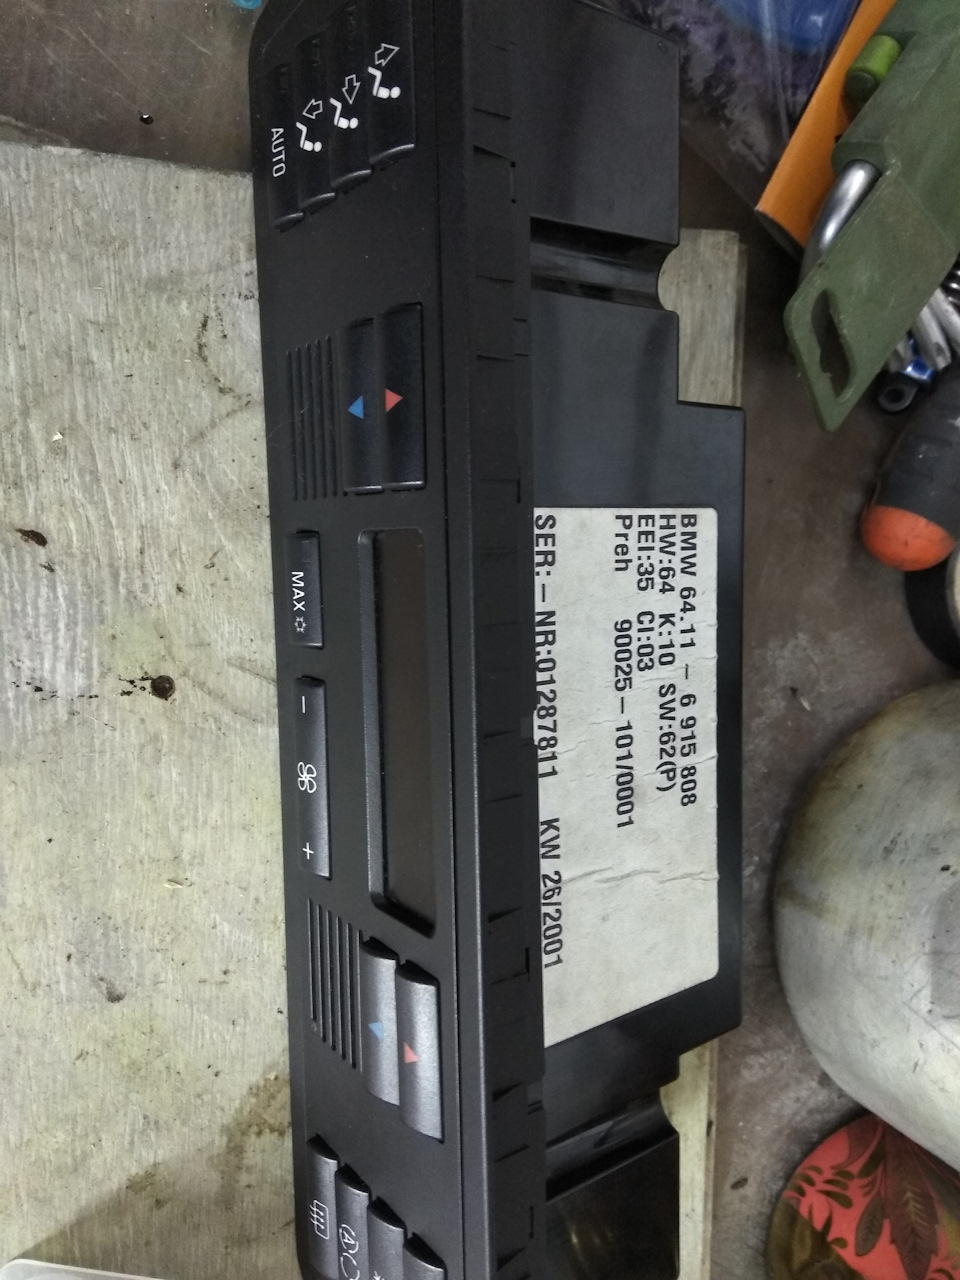 BMW 64.11 – 6 915 808
HW:64 K:10 SW:62(P)
EEI:35 CI:03
Preh 90025–101/0001
SER:–NR:01287811 KW 26/2001
AUTO
MAX
– +
A